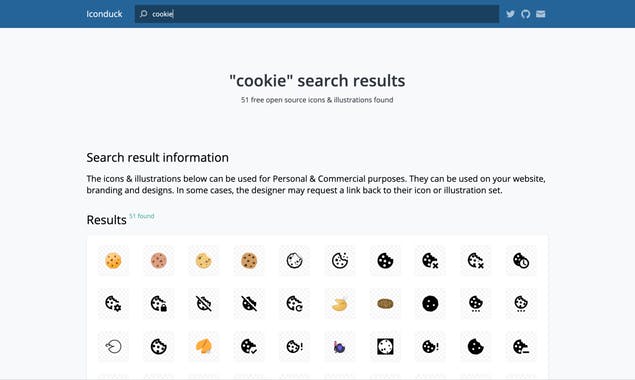 Iconduck
cookie
"cookie" search results
51 free open source icons & illustrations found
Search result information
The icons & illustrations below can be used for Personal & Commercial purposes. They can be used on your website,
branding and designs. In some cases, the designer may request a link back to their icon or illustration set.
Results 51 found